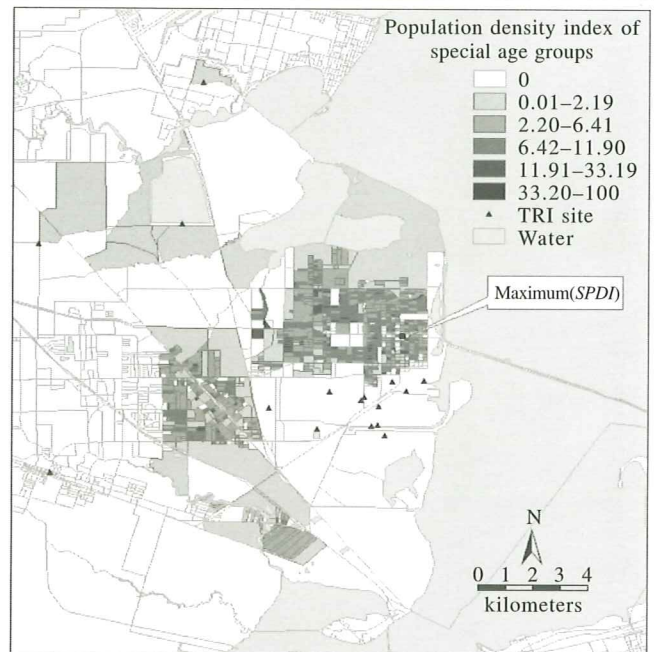 Population density index of
special age groups
0
0.01–2.19
2.20–6.41
6.42–11.90
11.91–33.19
33.20–100
TRI site
Water
Maximum(SPDI)
N
0 1 2 3 4
kilometers